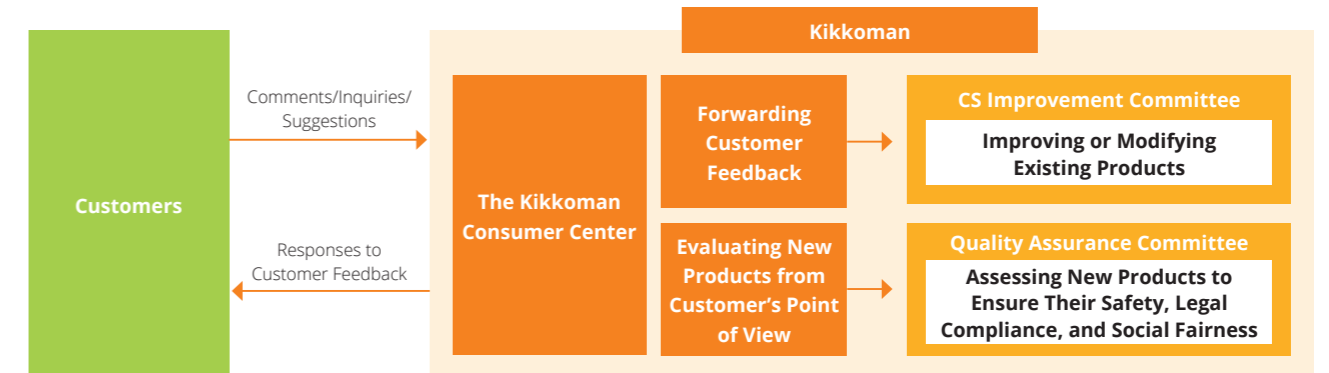 Kikkoman
Customers
Comments/Inquiries/
Suggestions
Responses to
Customer Feedback
The Kikkoman
Consumer Center
Forwarding
Customer
Feedback
CS Improvement Committee
Improving or Modifying
Existing Products
Evaluating New
Products from
Customer’s Point
of View
Quality Assurance Committee
Assessing New Products to
Ensure Their Safety, Legal
Compliance, and Social Fairness